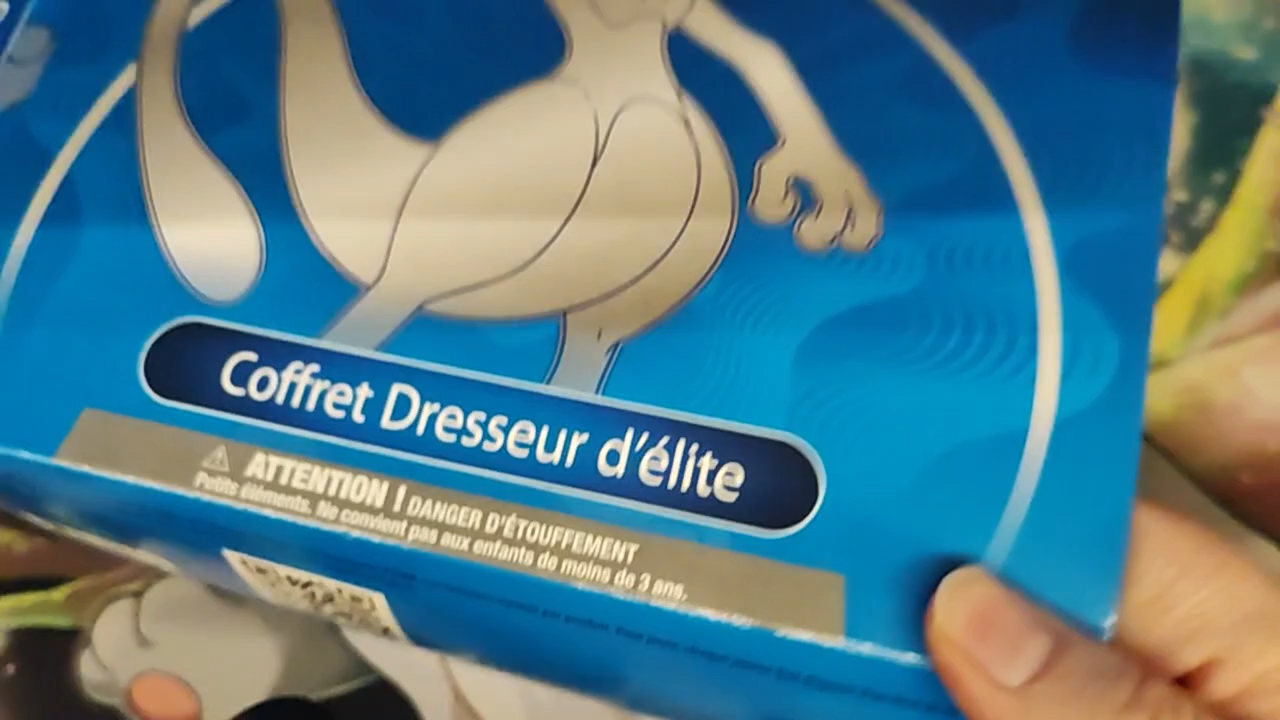 Coffret Dresseur d'élite
ATTENTION ! DANGER D'ÉTOUFFEMENT
Petits éléments. Ne convient pas aux enfants de moins de 3 ans.